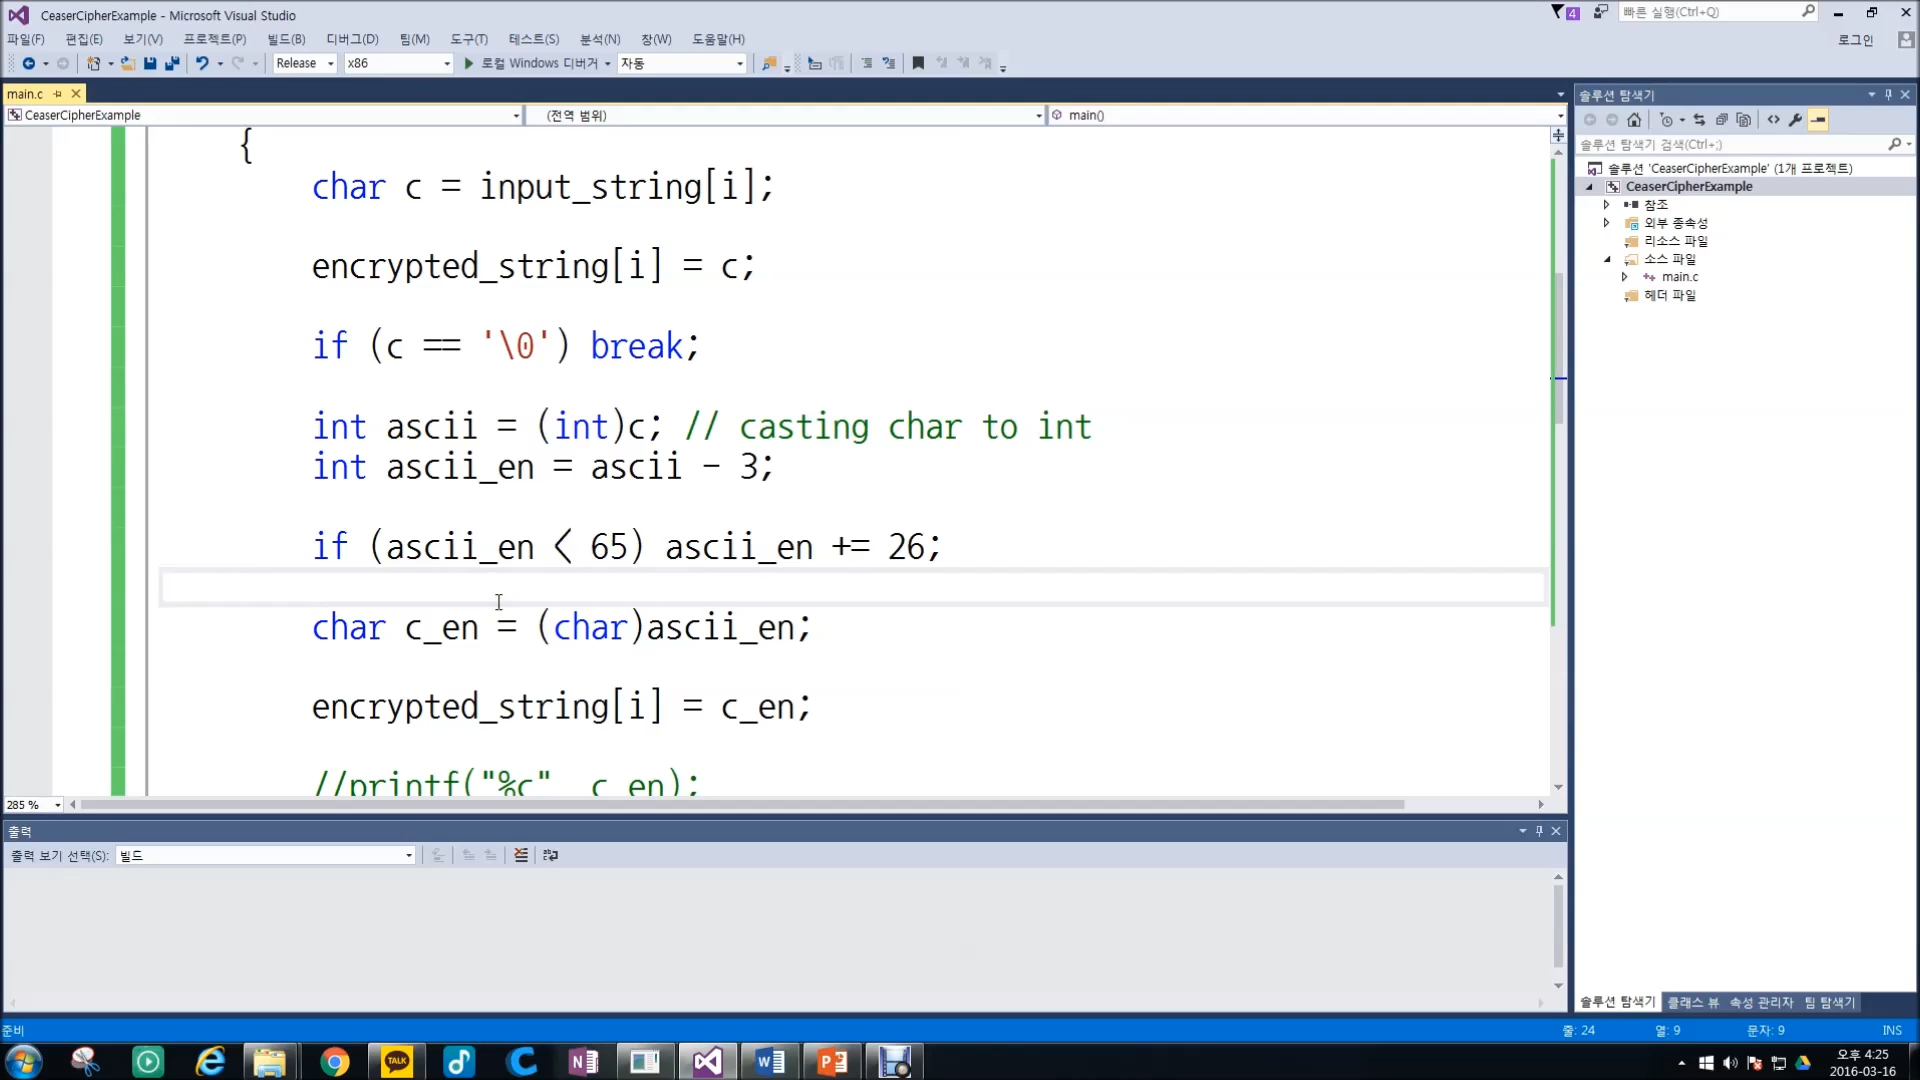 CeaserCipherExample - Microsoft Visual Studio
4
빠른 실행(Ctrl+Q)
파일(F) 편집(E) 보기(V) 프로젝트(P) 빌드(B) 디버그(D) 팀(M) 도구(T) 테스트(S) 분석(N) 창(W) 도움말(H)
로그인
Release x86 로컬 Windows 디버거 자동
main.c
CeaserCipherExample (전역 범위) main()
{
char c = input_string[i];
encrypted_string[i] = c;
if (c == '\0') break;
int ascii = (int)c; // casting char to int
int ascii_en = ascii - 3;
if (ascii_en < 65) ascii_en += 26;
char c_en = (char)ascii_en;
encrypted_string[i] = c_en;
//printf("%c" c_en);
285 %
솔루션 탐색기
솔루션 탐색기 검색(Ctrl+;)
솔루션 'CeaserCipherExample' (1개 프로젝트)
CeaserCipherExample
참조
외부 종속성
리소스 파일
소스 파일
main.c
헤더 파일
출력
출력 보기 선택(S): 빌드
솔루션 탐색기 클래스 뷰 속성 관리자 팀 탐색기
준비 줄: 24 열: 9 문자: 9 INS
TALK
오후 4:25
2016-03-16